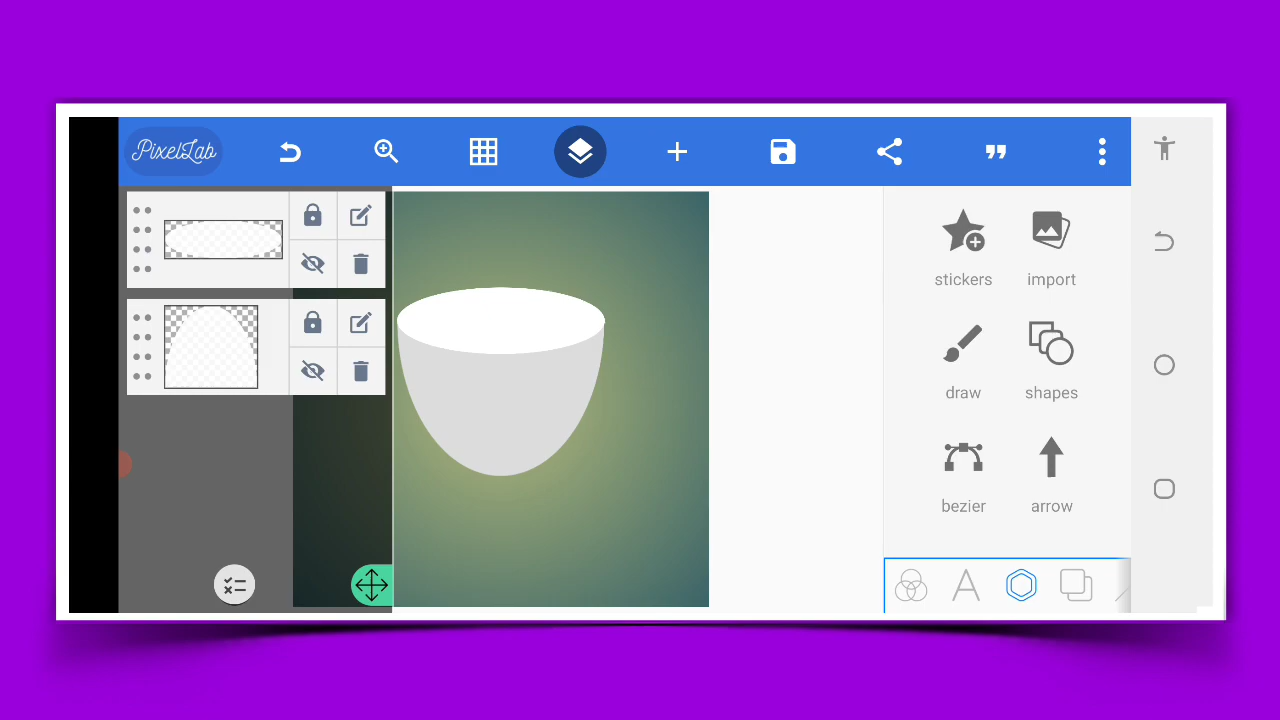 PixelLab
stickers
import
draw
shapes
bezier
arrow